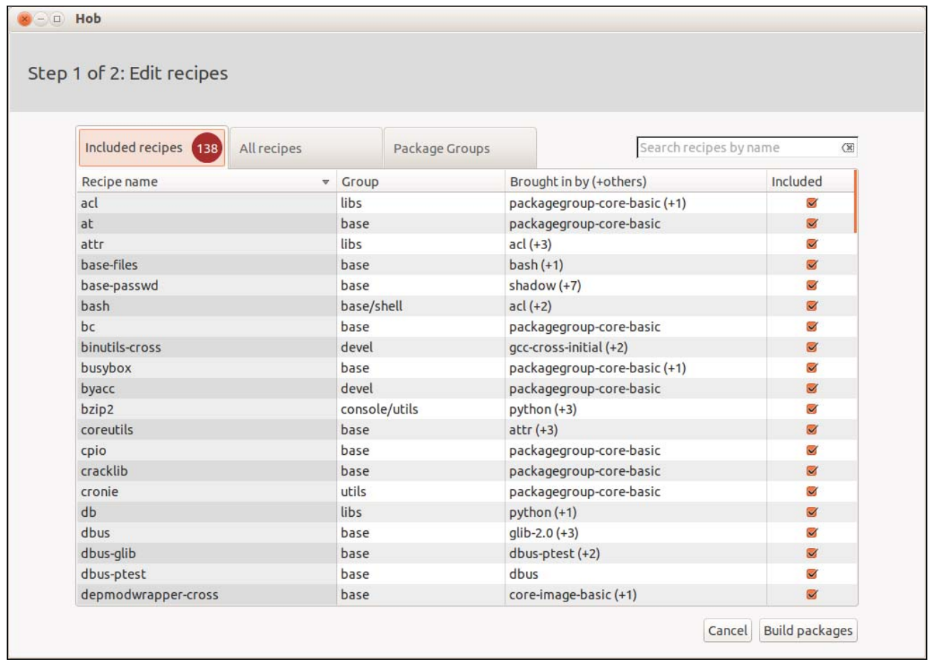 Hob
Step 1 of 2: Edit recipes
Included recipes 138 All recipes Package Groups Search recipes by name
Recipe name Group Brought in by (+others) Included
acl libs packagegroup-core-basic (+1)
at base packagegroup-core-basic
attr libs acl (+3)
base-files base bash (+1)
base-passwd base shadow (+7)
bash base/shell acl (+2)
bc base packagegroup-core-basic
binutils-cross devel gcc-cross-initial (+2)
busybox base packagegroup-core-basic (+1)
byacc devel packagegroup-core-basic
bzip2 console/utils python (+3)
coreutils base attr (+3)
cpio base packagegroup-core-basic
cracklib base packagegroup-core-basic
cronie utils packagegroup-core-basic
db libs python (+1)
dbus base glib-2.0 (+3)
dbus-glib base dbus-ptest (+2)
dbus-ptest base dbus
depmodwrapper-cross base core-image-basic (+1)
Cancel Build packages